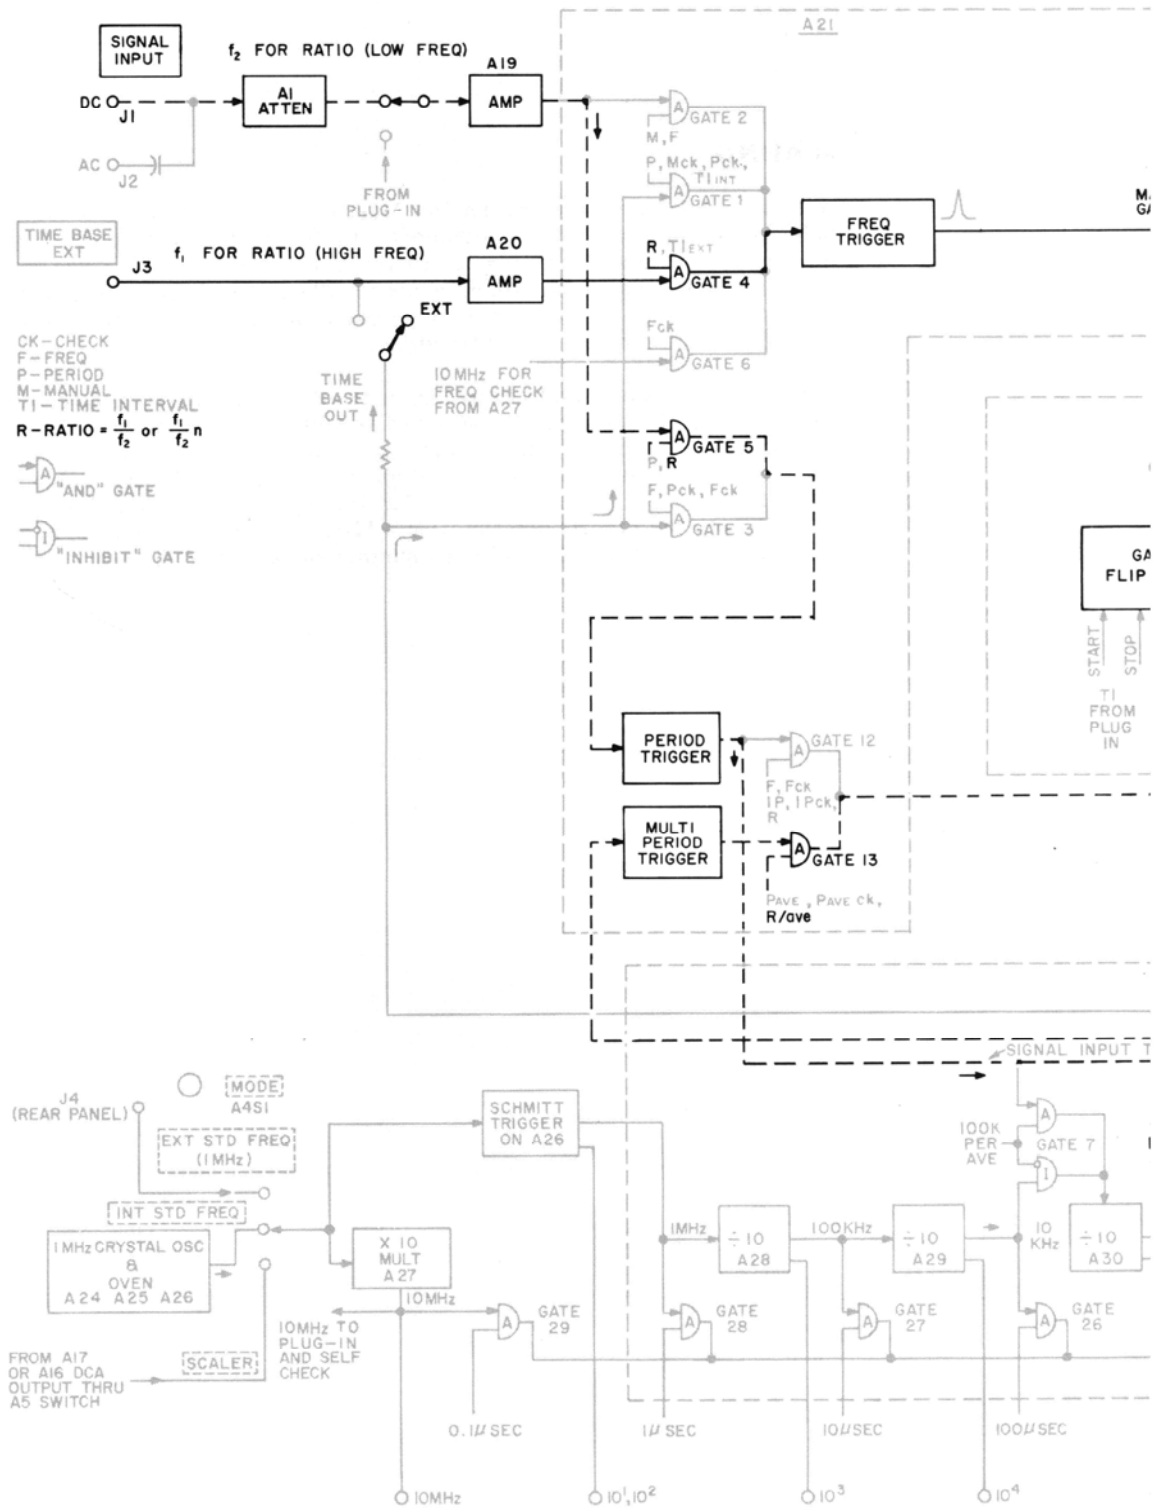 A21
SIGNAL
INPUT
f₂ FOR RATIO (LOW FREQ)
A19
DC
J1
A1
ATTEN
AMP
A
GATE 2
M, F
AC
J2
FROM
PLUG-IN
P, Mck, Pck,
TI INT
A
GATE 1
TIME BASE
EXT
f₁ FOR RATIO (HIGH FREQ)
A20
J3
AMP
R, TI EXT
A
GATE 4
FREQ
TRIGGER
EXT
Fck
A
GATE 6
CK-CHECK
F-FREQ
P-PERIOD
M-MANUAL
TI-TIME INTERVAL
R-RATIO = f₁/f₂ or f₁/f₂ n
A
"AND" GATE
I
"INHIBIT" GATE
TIME
BASE
OUT
10MHz FOR
FREQ CHECK
FROM A27
A
GATE 5
P, R
F, Pck, Fck
A
GATE 3
START
STOP
TI
FROM
PLUG
IN
FLIP
PERIOD
TRIGGER
A
GATE 12
F, Fck
IP, IPck,
R
MULTI
PERIOD
TRIGGER
A
GATE 13
PAVE, PAVE ck,
R/ave
SIGNAL INPUT
J4
(REAR PANEL)
MODE
A4S1
EXT STD FREQ
(1MHz)
INT STD FREQ
1MHz CRYSTAL OSC
&
OVEN
A24 A25 A26
X 10
MULT
A27
10MHz
SCHMITT
TRIGGER
ON A26
100K
PER
AVE
A
GATE 7
I
1MHz
÷10
A28
100KHz
÷10
A29
10
KHz
÷10
A30
10MHz TO
PLUG-IN
AND SELF
CHECK
A
GATE
29
A
GATE
28
A
GATE
27
A
GATE
26
FROM A17
OR A16 DCA
OUTPUT THRU
A5 SWITCH
SCALER
0.1µSEC
1µSEC
10µSEC
100µSEC
10MHz
10¹,10²
10³
10⁴